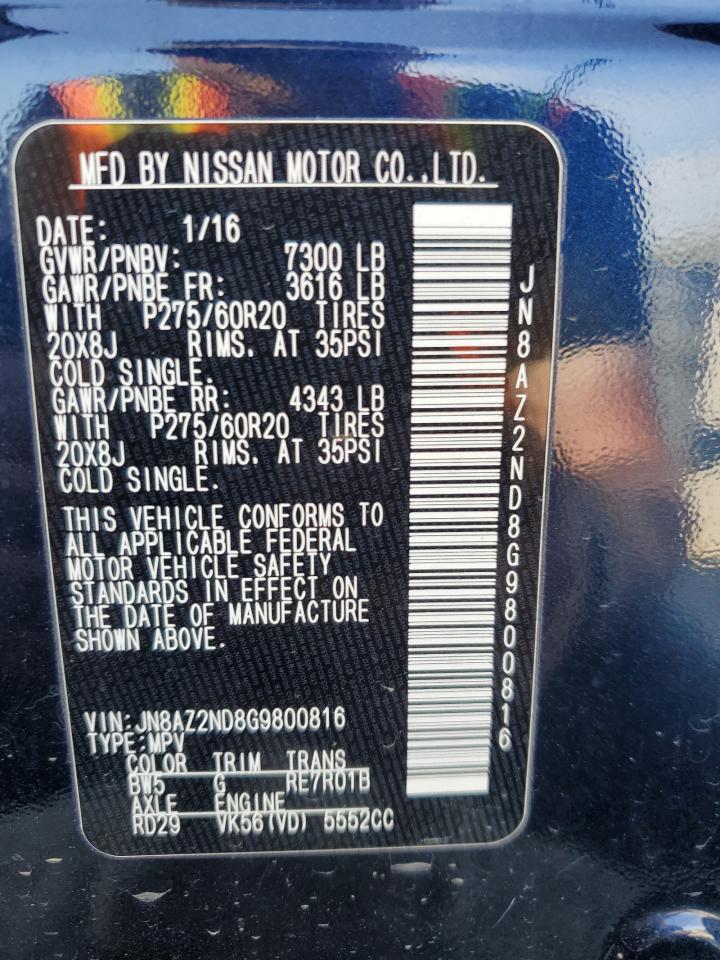 MFD BY NISSAN MOTOR CO.,LTD.
DATE: 1/16
GVWR/PNBV: 7300 LB
GAWR/PNBE FR: 3616 LB
WITH P275/60R20 TIRES
20X8J RIMS. AT 35PSI
COLD SINGLE.
GAWR/PNBE RR: 4343 LB
WITH P275/60R20 TIRES
20X8J RIMS. AT 35PSI
COLD SINGLE.
THIS VEHICLE CONFORMS TO
ALL APPLICABLE FEDERAL
MOTOR VEHICLE SAFETY
STANDARDS IN EFFECT ON
THE DATE OF MANUFACTURE
SHOWN ABOVE.
VIN:JN8AZ2ND8G9800816
TYPE:MPV
COLOR TRIM TRANS
BW5 G RE7R01B
AXLE ENGINE
RD29 VK56(VD) 5552CC
JN8AZ2ND8G9800816